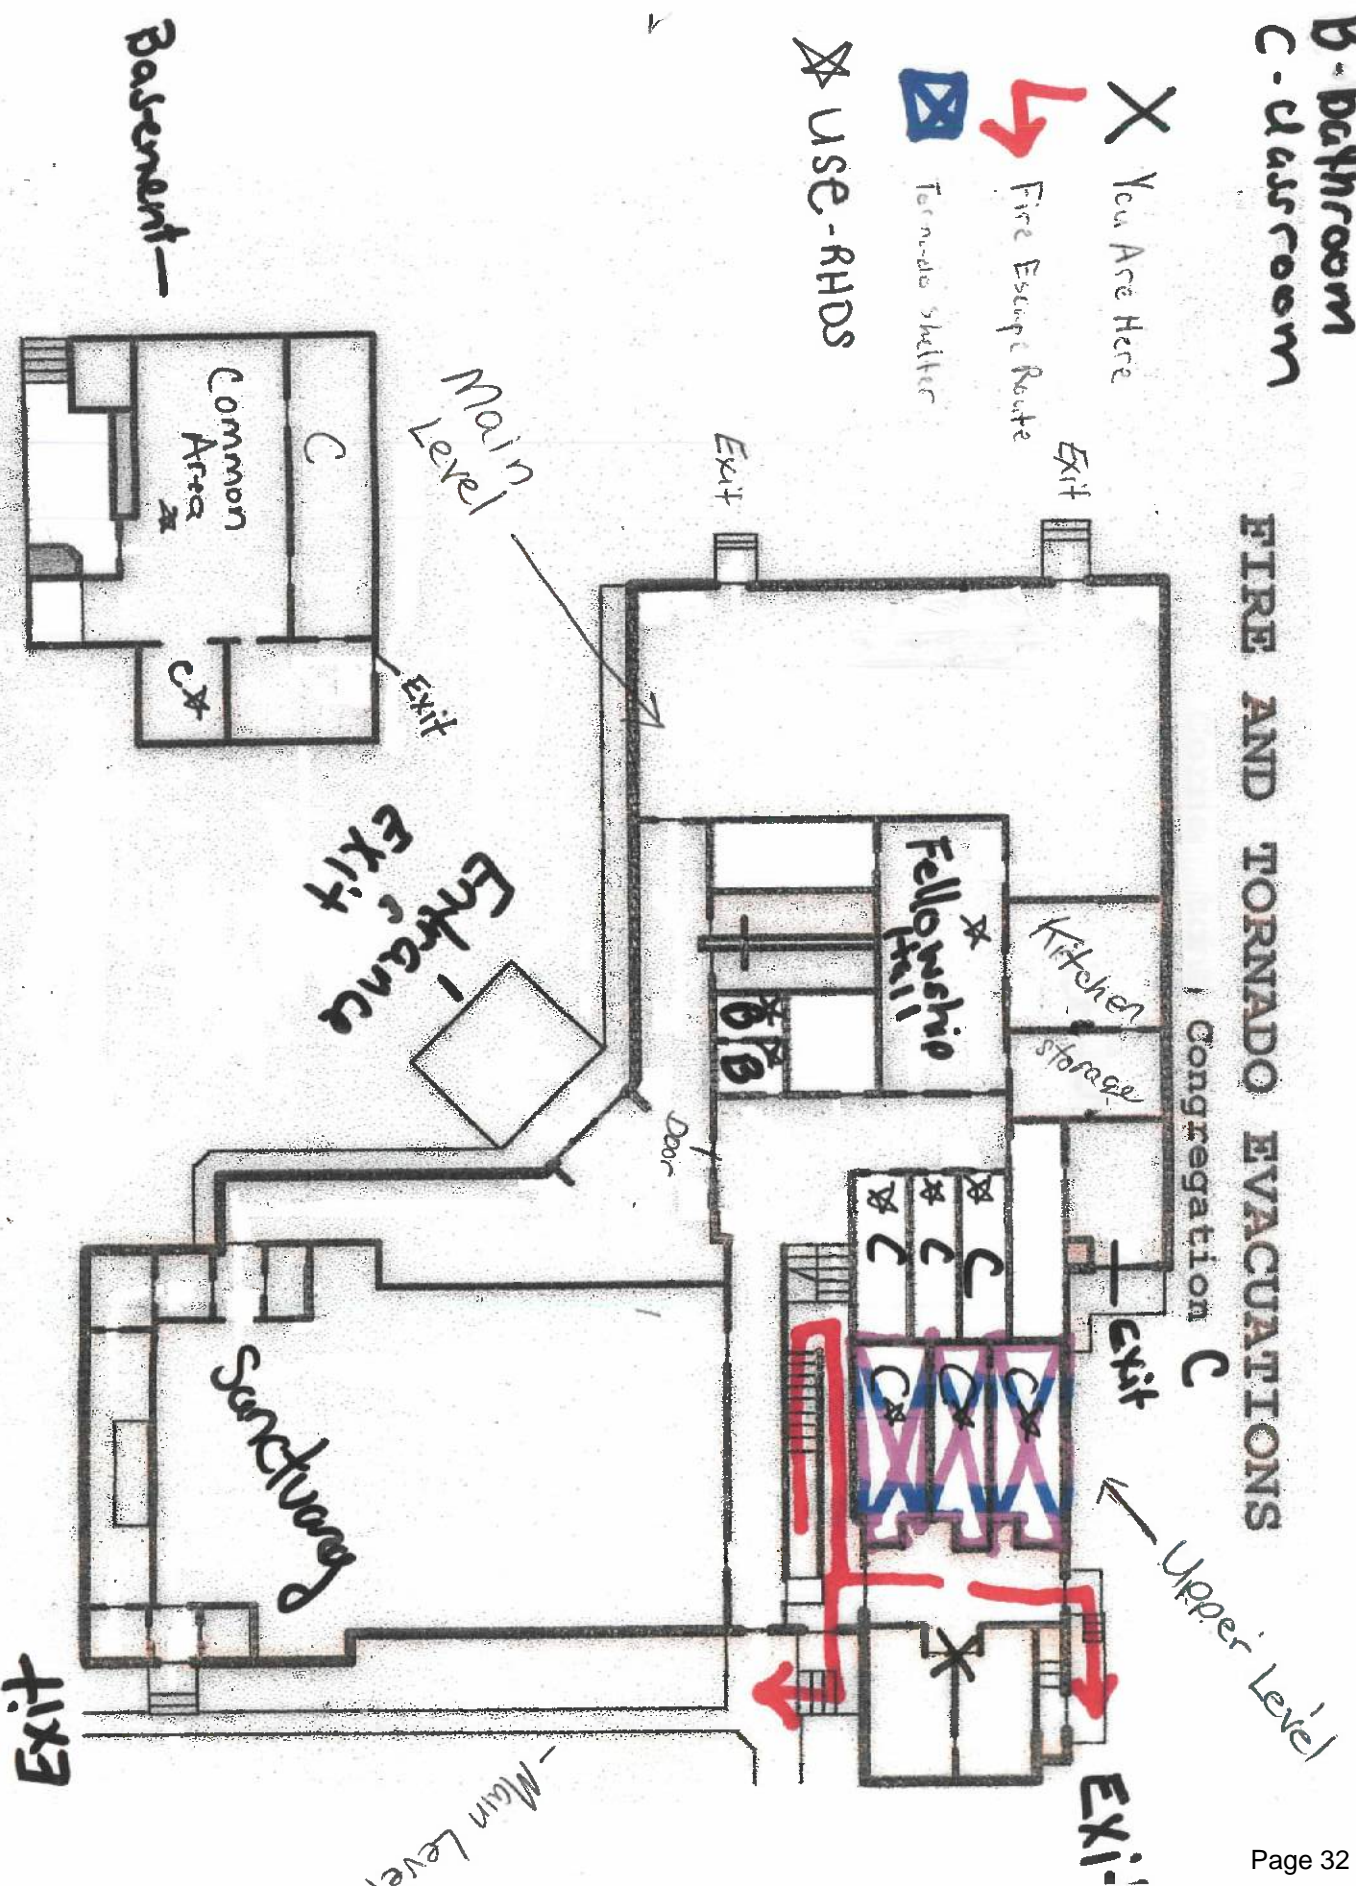 B-bathroom
C-classroom
FIRE AND TORNADO EVACUATIONS
Congregation C
X You Are Here
Fire Escape Route
Tornado shelter
☆ USE-RHDS
Exit
Exit
Main
Level
Basement
Common
Area
C
C
Exit
Kitchen
storage
Fellowship
Hall
B B
Door
Entrance
Exit
C
C
C
C
C
C
Exit
Upper Level
Sanctuary
Exit
-Main Level
Exi
Page 32